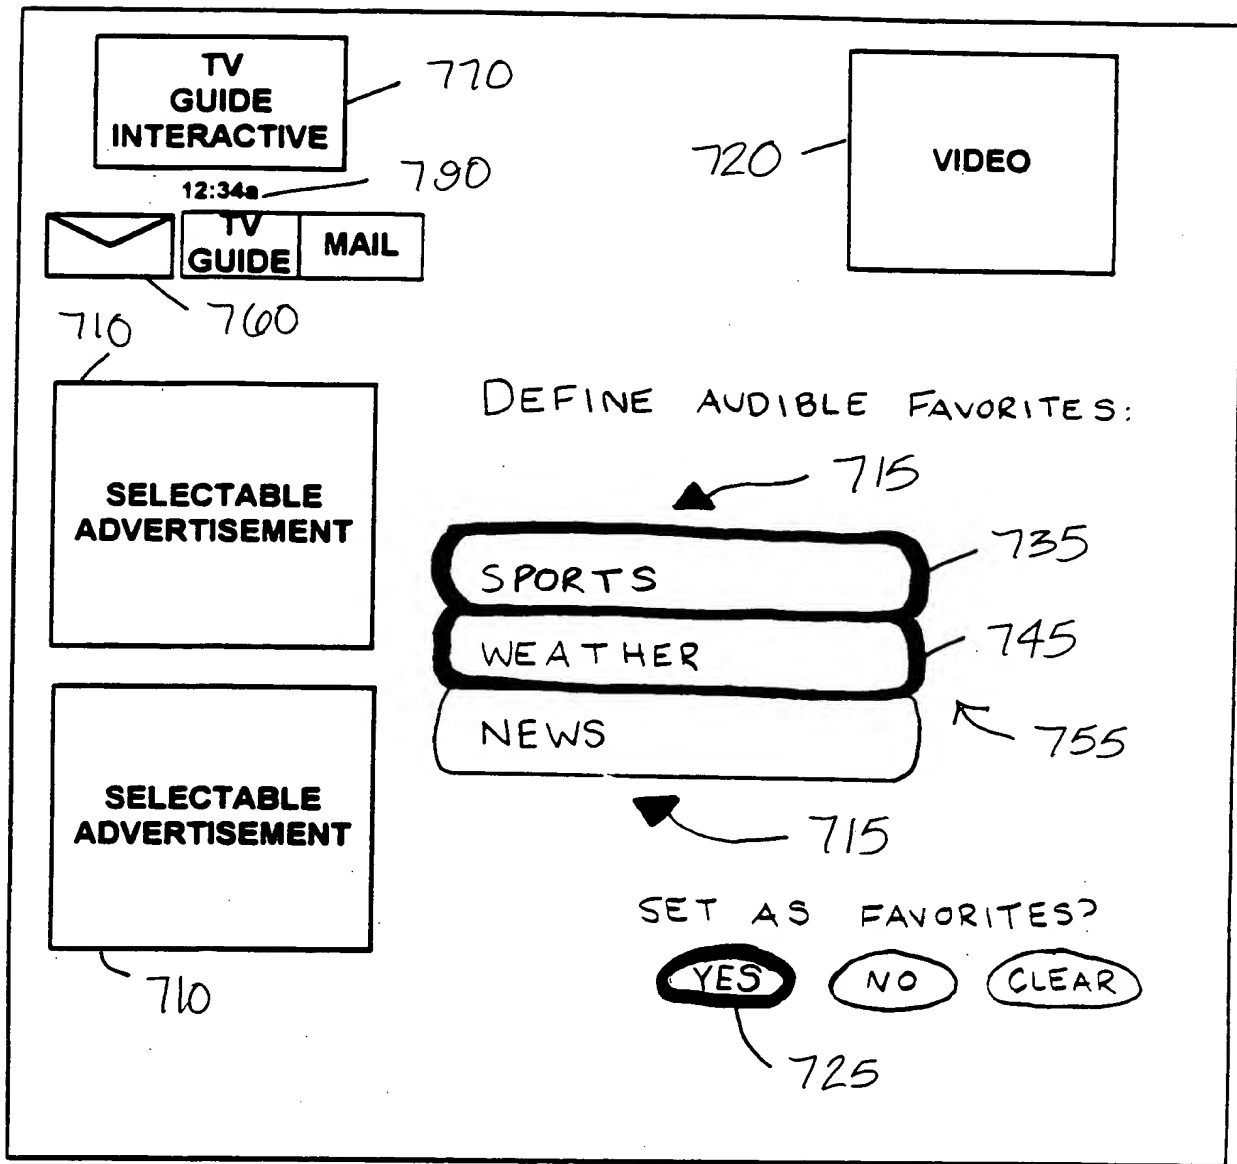 TV
GUIDE
INTERACTIVE
770
720
VIDEO
12:34a
790
TV
GUIDE
MAIL
760
710
SELECTABLE
ADVERTISEMENT
DEFINE AUDIBLE FAVORITES:
715
SPORTS
735
WEATHER
745
NEWS
755
SELECTABLE
ADVERTISEMENT
715
710
SET AS FAVORITES?
YES
NO
CLEAR
725